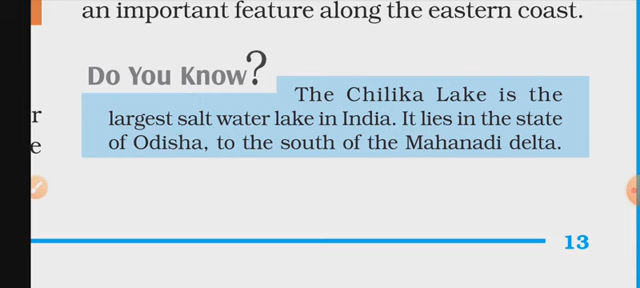 an important feature along the eastern coast.
Do You Know?
The Chilika Lake is the
largest salt water lake in India. It lies in the state
of Odisha, to the south of the Mahanadi delta.
r
e
13